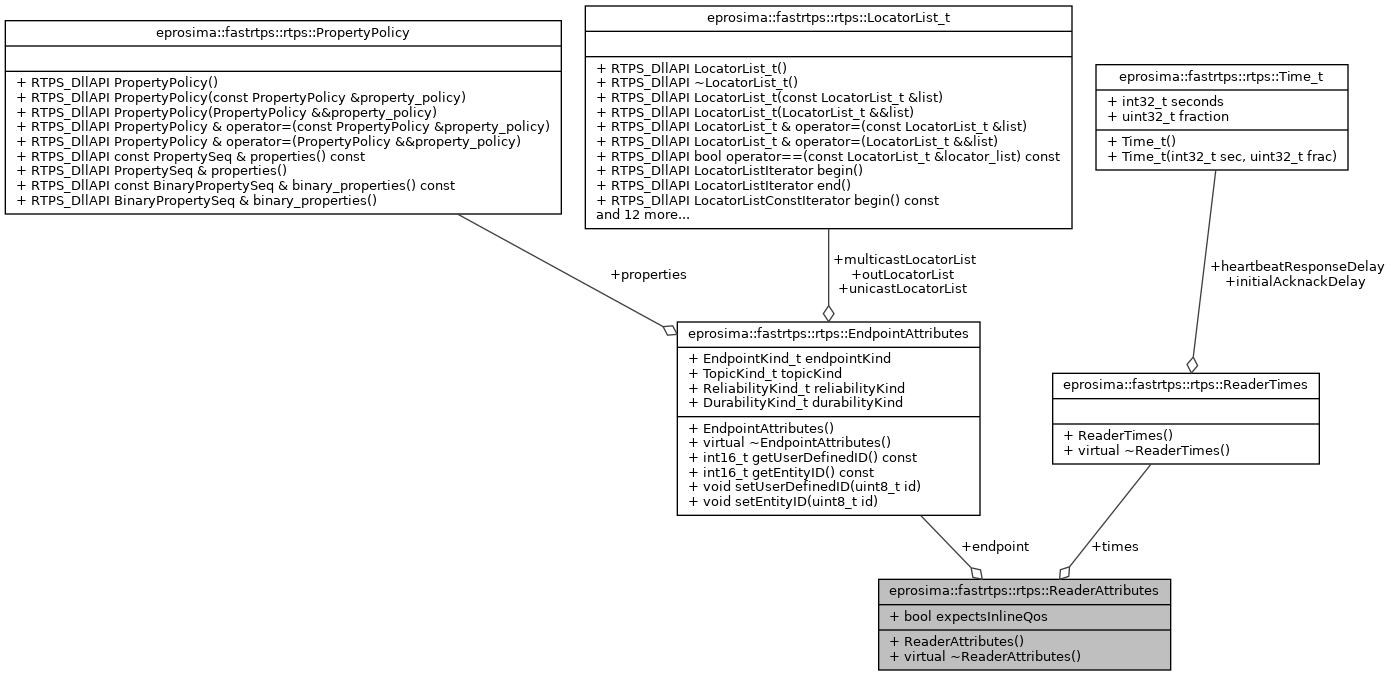 eprosima::fastrtps::rtps::PropertyPolicy
+ RTPS_DllAPI PropertyPolicy()
+ RTPS_DllAPI PropertyPolicy(const PropertyPolicy &property_policy)
+ RTPS_DllAPI PropertyPolicy(PropertyPolicy &&property_policy)
+ RTPS_DllAPI PropertyPolicy & operator=(const PropertyPolicy &property_policy)
+ RTPS_DllAPI PropertyPolicy & operator=(PropertyPolicy &&property_policy)
+ RTPS_DllAPI const PropertySeq & properties() const
+ RTPS_DllAPI PropertySeq & properties()
+ RTPS_DllAPI const BinaryPropertySeq & binary_properties() const
+ RTPS_DllAPI BinaryPropertySeq & binary_properties()
eprosima::fastrtps::rtps::LocatorList_t
+ RTPS_DllAPI LocatorList_t()
+ RTPS_DllAPI ~LocatorList_t()
+ RTPS_DllAPI LocatorList_t(const LocatorList_t &list)
+ RTPS_DllAPI LocatorList_t(LocatorList_t &&list)
+ RTPS_DllAPI LocatorList_t & operator=(const LocatorList_t &list)
+ RTPS_DllAPI LocatorList_t & operator=(LocatorList_t &&list)
+ RTPS_DllAPI bool operator==(const LocatorList_t &locator_list) const
+ RTPS_DllAPI LocatorListIterator begin()
+ RTPS_DllAPI LocatorListIterator end()
+ RTPS_DllAPI LocatorListConstIterator begin() const
and 12 more...
eprosima::fastrtps::rtps::Time_t
+ int32_t seconds
+ uint32_t fraction
+ Time_t()
+ Time_t(int32_t sec, uint32_t frac)
+properties
+multicastLocatorList
+outLocatorList
+unicastLocatorList
+heartbeatResponseDelay
+initialAcknackDelay
eprosima::fastrtps::rtps::EndpointAttributes
+ EndpointKind_t endpointKind
+ TopicKind_t topicKind
+ ReliabilityKind_t reliabilityKind
+ DurabilityKind_t durabilityKind
+ EndpointAttributes()
+ virtual ~EndpointAttributes()
+ int16_t getUserDefinedID() const
+ int16_t getEntityID() const
+ void setUserDefinedID(uint8_t id)
+ void setEntityID(uint8_t id)
eprosima::fastrtps::rtps::ReaderTimes
+ ReaderTimes()
+ virtual ~ReaderTimes()
+endpoint
+times
eprosima::fastrtps::rtps::ReaderAttributes
+ bool expectsInlineQos
+ ReaderAttributes()
+ virtual ~ReaderAttributes()